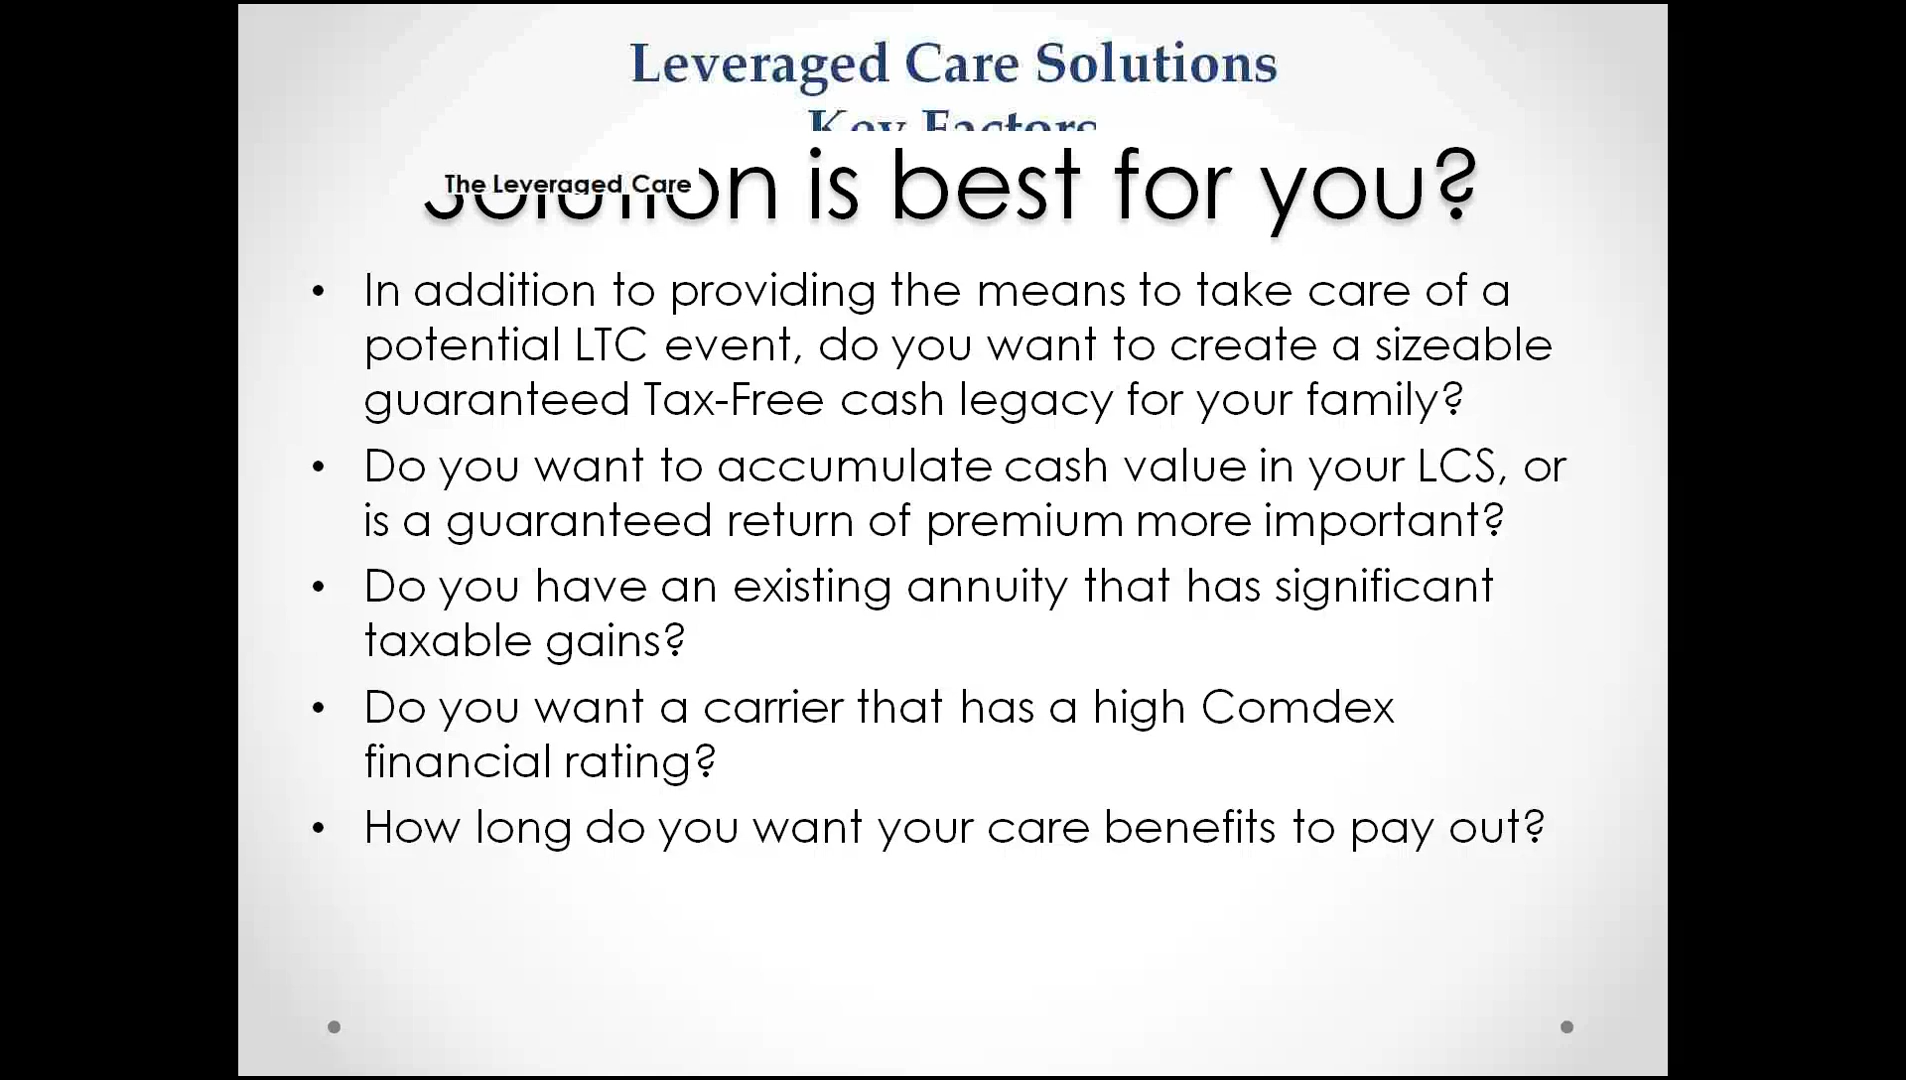 Leveraged Care Solutions
Key Factors
The Leveraged Care
Solution is best for you?
• In addition to providing the means to take care of a
potential LTC event, do you want to create a sizeable
guaranteed Tax-Free cash legacy for your family?
• Do you want to accumulate cash value in your LCS, or
is a guaranteed return of premium more important?
• Do you have an existing annuity that has significant
taxable gains?
• Do you want a carrier that has a high Comdex
financial rating?
• How long do you want your care benefits to pay out?